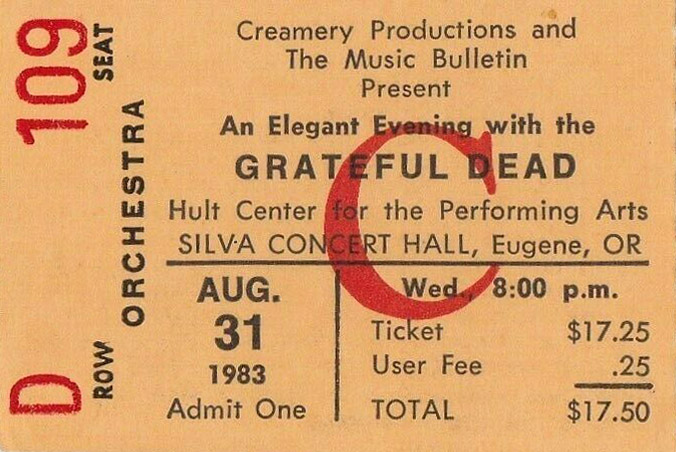 Creamery Productions and
The Music Bulletin
Present
An Elegant Evening with the
GRATEFUL DEAD
Hult Center for the Performing Arts
SILVA CONCERT HALL, Eugene, OR
AUG.
31
1983
Admit One
Wed., 8:00 p.m.
Ticket $17.25
User Fee .25
TOTAL $17.50
C
ORCHESTRA
ROW D
SEAT 109